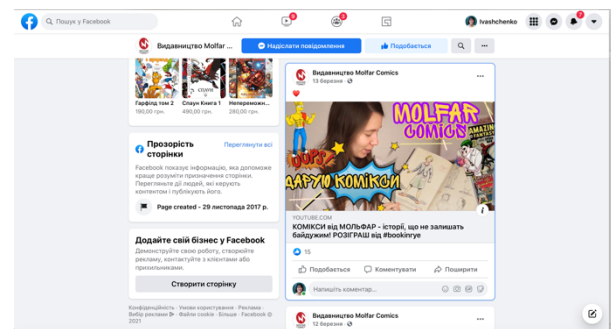 Пошук у Facebook
Ivashchenko
Видавництво Molfar ...
Надіслати повідомлення
Подобається
Гарфілд том 2
Спаун Книга 1
Непереможн...
190,00 грн.
490,00 грн.
280,00 грн.
Прозорість сторінки
Переглянути всі
Facebook показує інформацію, яка допоможе
краще розуміти призначення сторінки.
Перегляньте дії людей, які керують
контентом і публікують його.
Page created - 29 листопада 2017 р.
Додайте свій бізнес у Facebook
Демонструйте свою роботу, створюйте
рекламу, контактуйте з клієнтами або
прихильниками.
Створити сторінку
Конфіденційність · Умови користування · Реклама ·
Вибір реклами · Файли cookie · Більше · Facebook ©
2021
Видавництво Molfar Comics
13 березня
MOLFAR
COMICS
AMAZING
FANTASY
OUPS!
ДАРУЮ КОМІКСИ
YOUTUBE.COM
КОМІКСИ від МОЛЬФАР - історії, що не залишать
байдужим! РОЗІГРАШ від #bookinrye
15
Подобається
Коментувати
Поширити
Напишіть коментар...
Видавництво Molfar Comics
12 березня